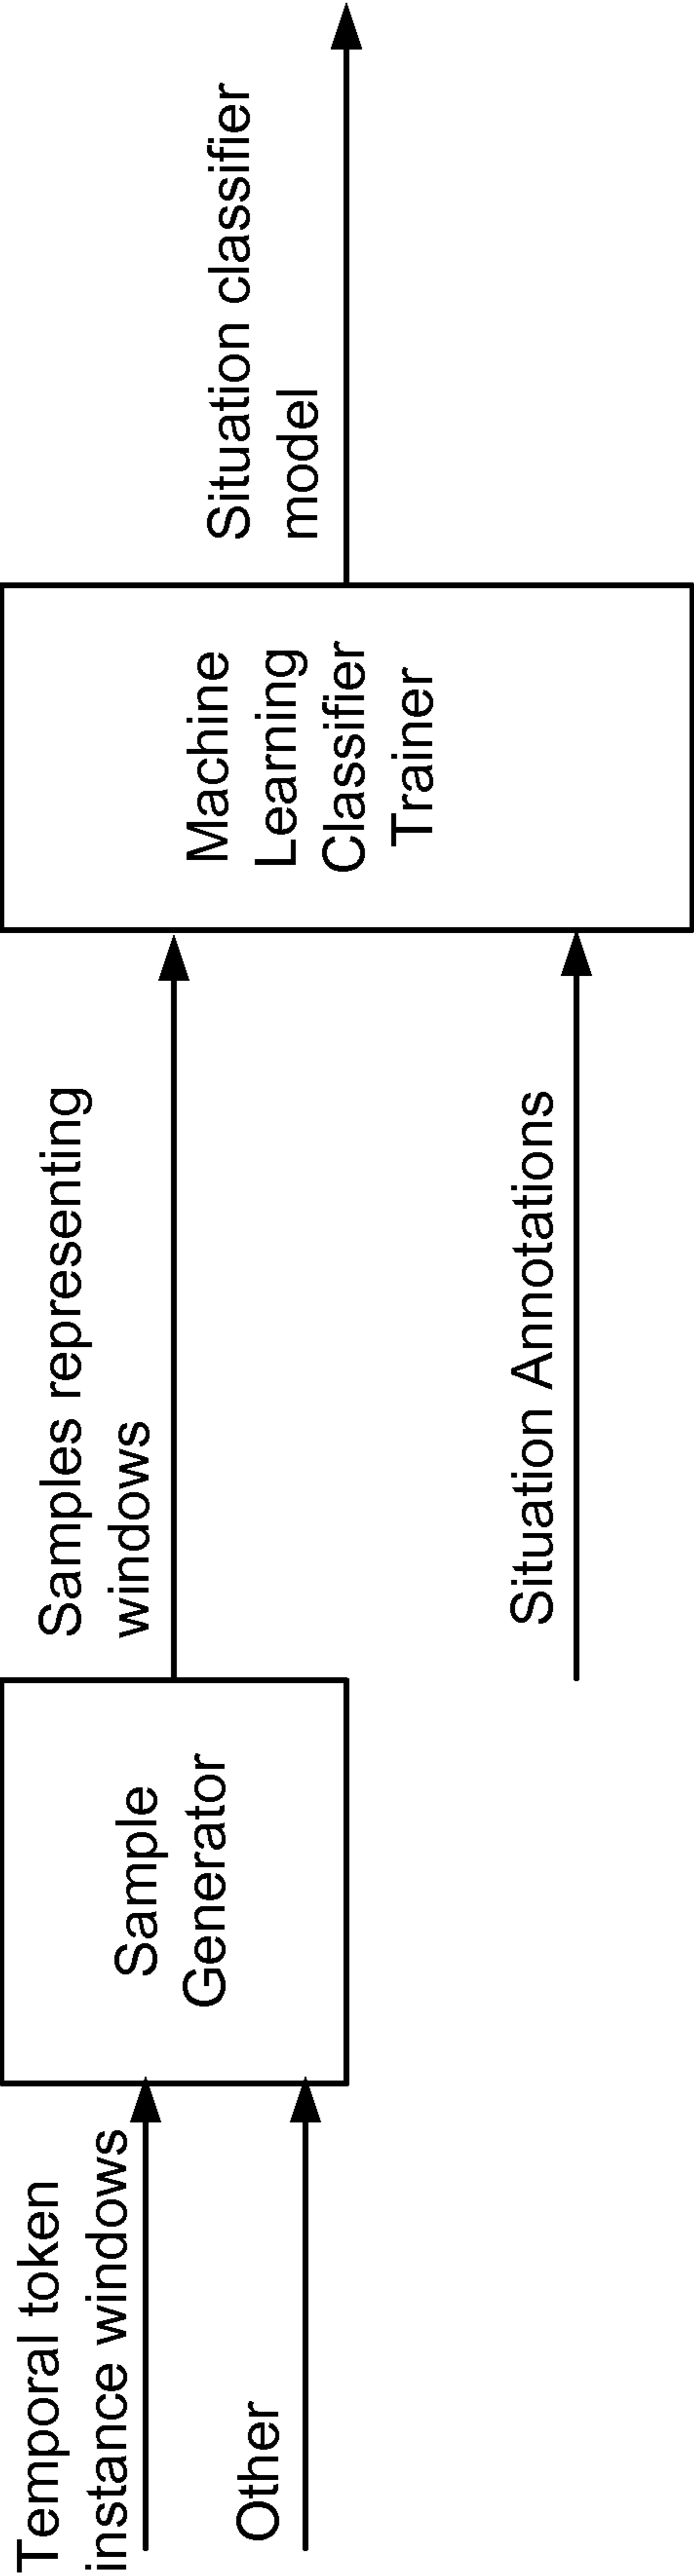 Temporal token
instance windows
Other
Sample
Generator
Samples representing
windows
Situation Annotations
Machine
Learning
Classifier
Trainer
Situation classifier
model